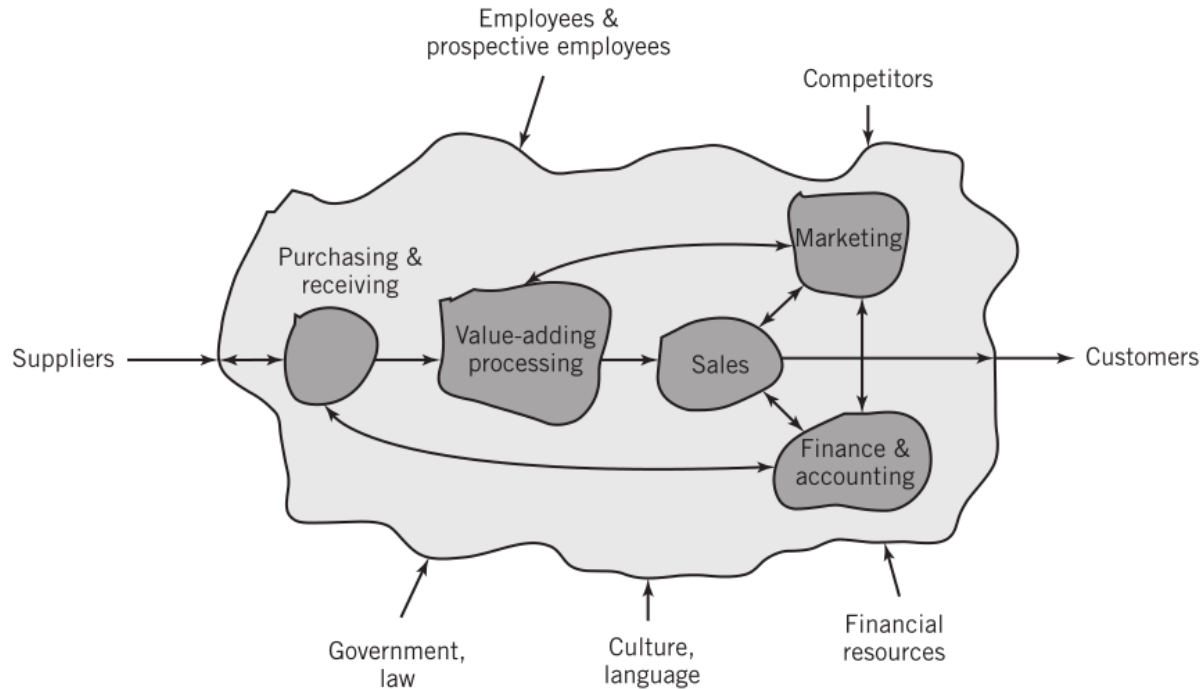 Employees &
prospective employees
Competitors
Purchasing &
receiving
Marketing
Value-adding
processing
Suppliers
Sales
Customers
Finance &
accounting
Government,
law
Culture,
language
Financial
resources